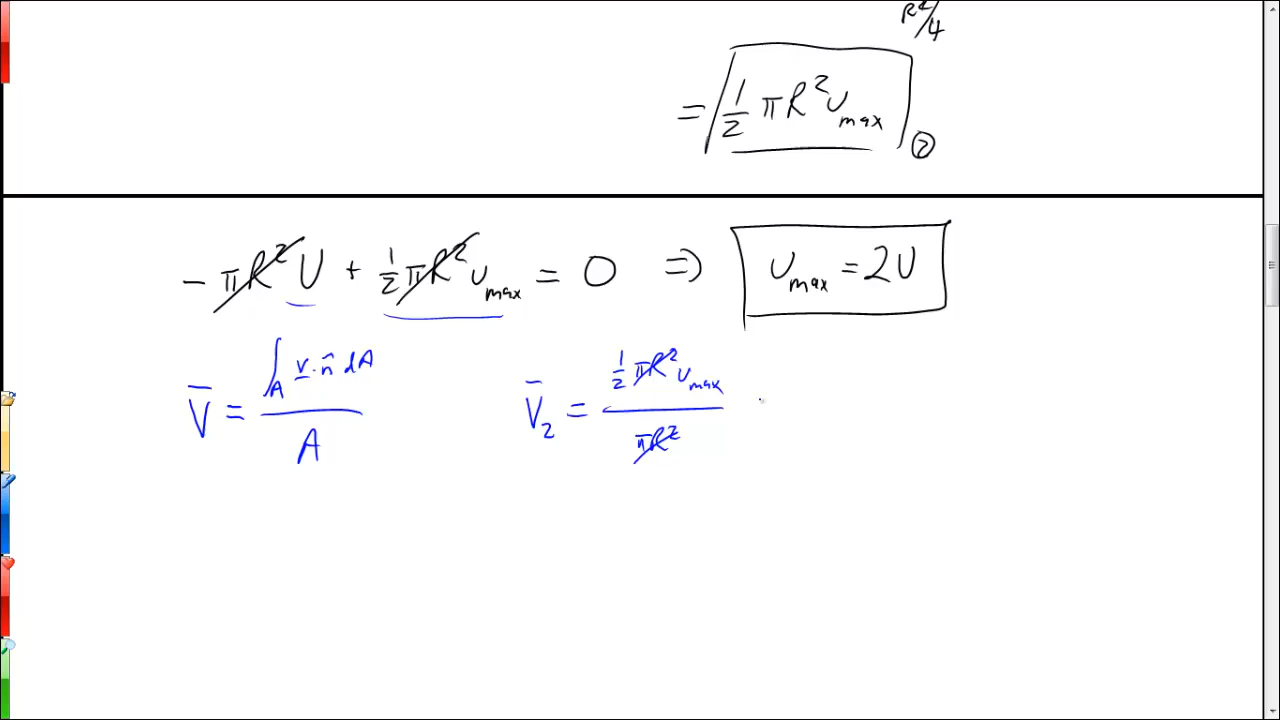 R²/4
= ½ πR² u_max ②
- πR² U + ½ πR² u_max = 0 ⇒ u_max = 2U
V̄ = ∫_A v · n̂ dA / A    V̄₂ = ½ πR² u_max / πR²